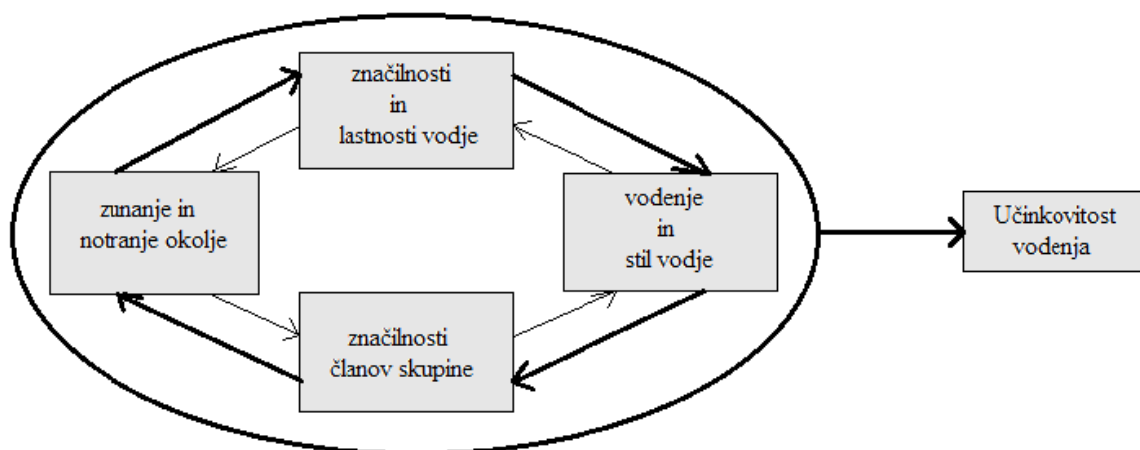 značilnosti
in
lastnosti vodje
zunanje in
notranje okolje
vodenje
in
stil vodje
značilnosti
članov skupine
Učinkovitost
vodenja